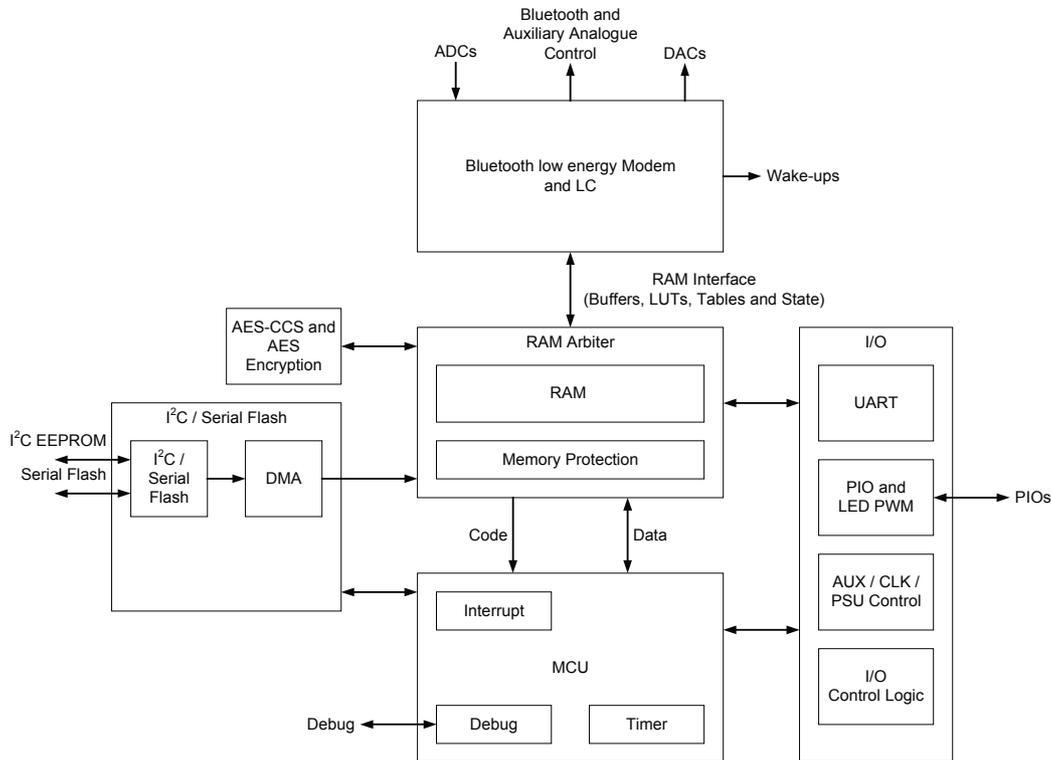 Bluetooth and
Auxiliary Analogue
Control
ADCs
DACs
Bluetooth low energy Modem
and LC
Wake-ups
RAM Interface
(Buffers, LUTs, Tables and State)
AES-CCS and
AES
Encryption
RAM Arbiter
RAM
Memory Protection
I/O
UART
PIO and
LED PWM
PIOs
AUX / CLK /
PSU Control
I/O
Control Logic
I²C / Serial Flash
I²C EEPROM
Serial Flash
I²C /
Serial
Flash
DMA
Code
Data
Interrupt
MCU
Debug
Debug
Timer